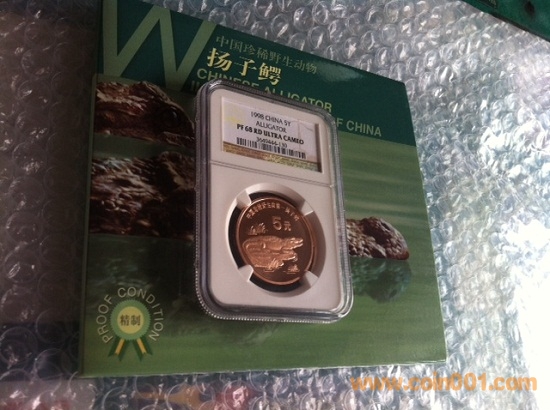 中国珍稀野生动物
扬子鳄
CHINESE ALLIGATOR
OF CHINA
1998 CHINA 5Y
ALLIGATOR
PF 68 RD ULTRA CAMEO
5元
PROOF CONDITION
精制
www.coin001.com